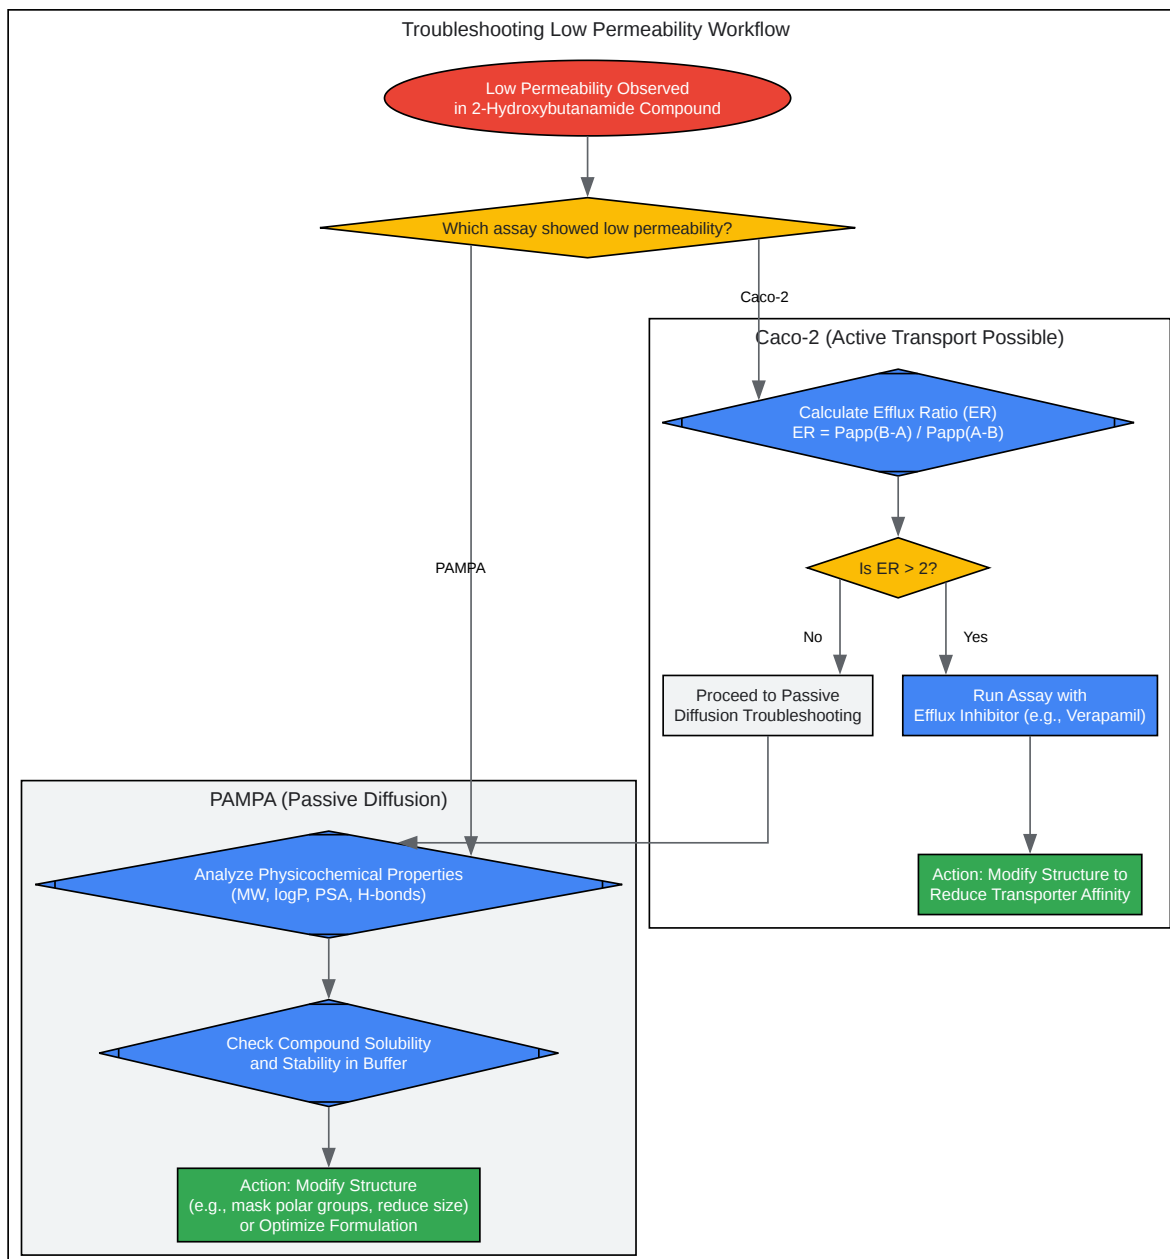 Troubleshooting Low Permeability Workflow
Low Permeability Observed
in 2-Hydroxybutanamide Compound
Which assay showed low permeability?
Caco-2
Caco-2 (Active Transport Possible)
Calculate Efflux Ratio (ER)
ER = Papp(B-A) / Papp(A-B)
PAMPA
Is ER > 2?
No
Yes
Proceed to Passive
Diffusion Troubleshooting
Run Assay with
Efflux Inhibitor (e.g., Verapamil)
PAMPA (Passive Diffusion)
Analyze Physicochemical Properties
(MW, logP, PSA, H-bonds)
Action: Modify Structure to
Reduce Transporter Affinity
Check Compound Solubility
and Stability in Buffer
Action: Modify Structure
(e.g., mask polar groups, reduce size)
or Optimize Formulation